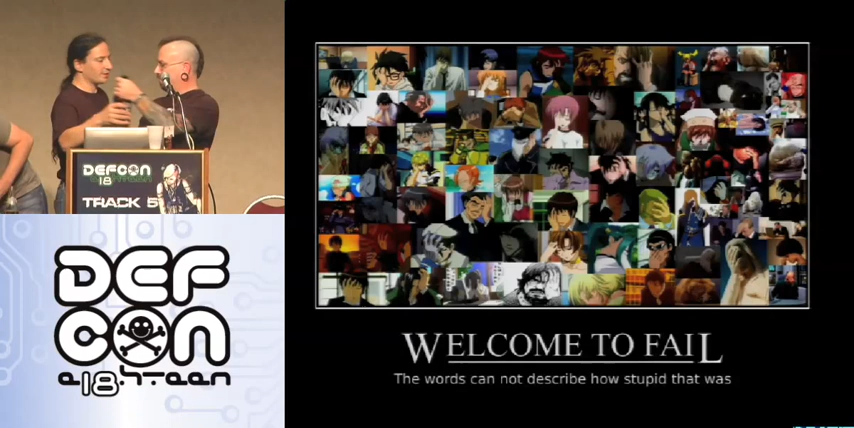 DEFCON
18
TRACK 5
DEF
CON
e18hteen
WELCOME TO FAIL
The words can not describe how stupid that was